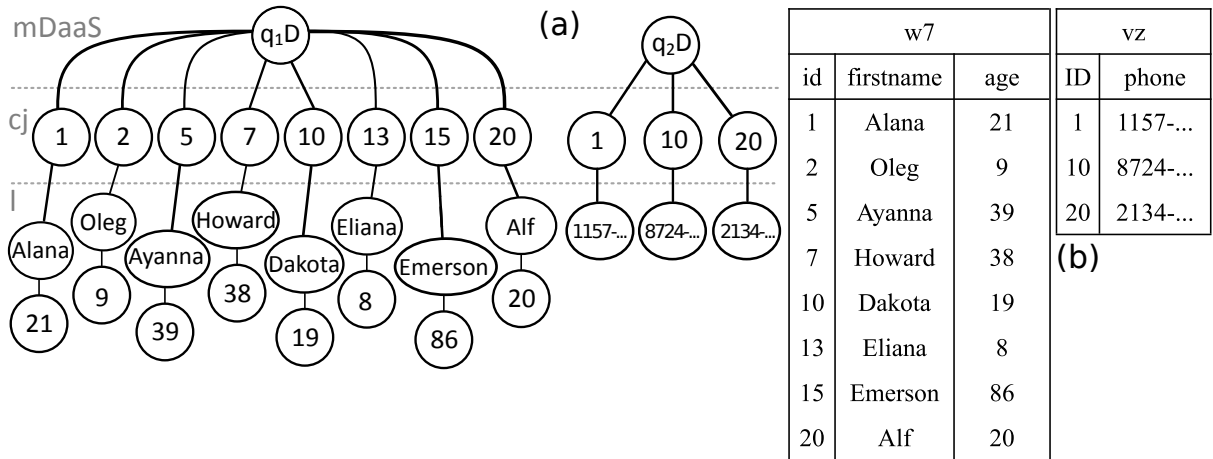 mDaaS
q₁D
(a)
q₂D
cj
1 2 5 7 10 13 15 20
1 10 20
l
Alana Oleg Ayanna Howard Dakota Eliana Emerson Alf
1157-... 8724-... 2134-...
21 9 39 38 19 8 86 20
w7
id firstname age
1 Alana 21
2 Oleg 9
5 Ayanna 39
7 Howard 38
10 Dakota 19
13 Eliana 8
15 Emerson 86
20 Alf 20
vz
ID phone
1 1157-...
10 8724-...
20 2134-...
(b)